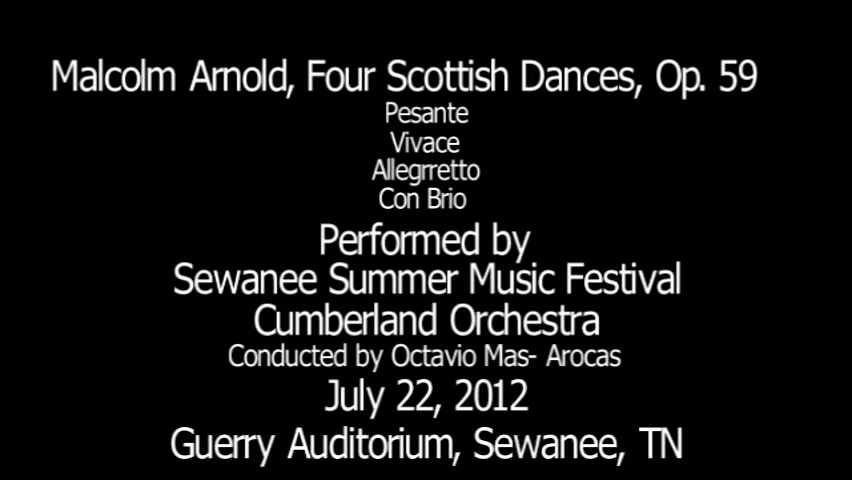 Malcolm Arnold, Four Scottish Dances, Op. 59
Pesante
Vivace
Allegrretto
Con Brio
Performed by
Sewanee Summer Music Festival
Cumberland Orchestra
Conducted by Octavio Mas- Arocas
July 22, 2012
Guerry Auditorium, Sewanee, TN